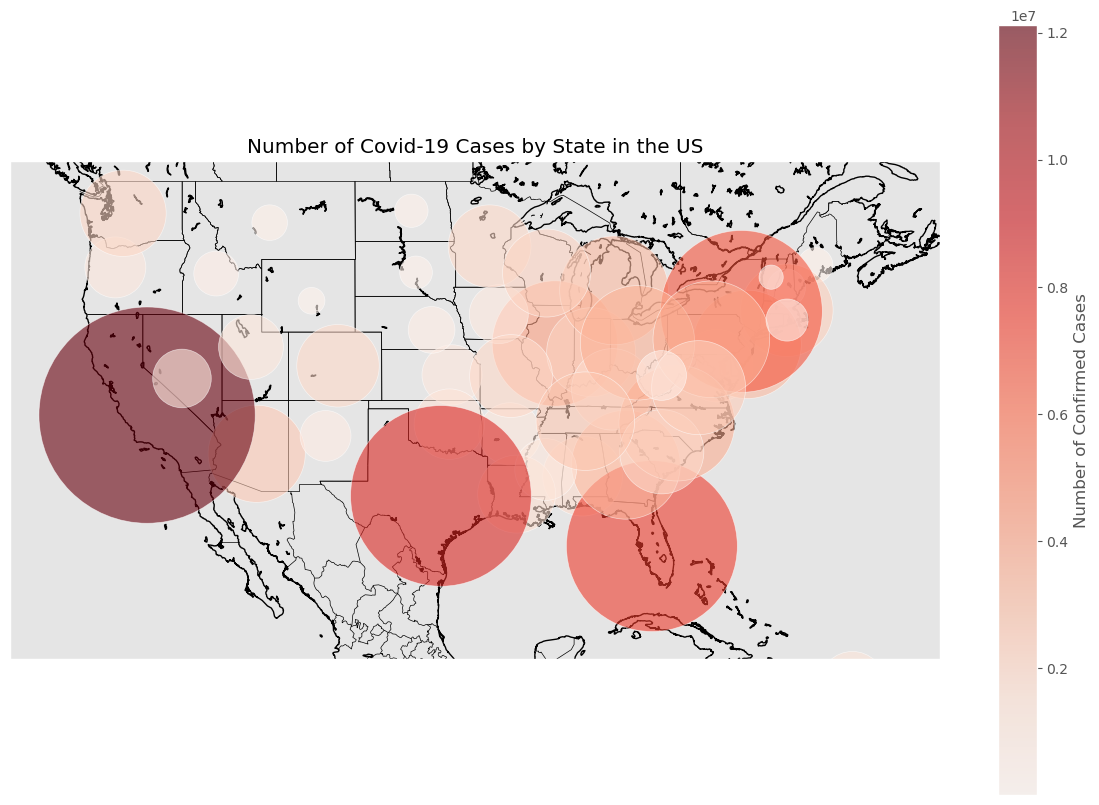 1e7
Number of Covid-19 Cases by State in the US
1.2
1.0
0.8
0.6
0.4
0.2
Number of Confirmed Cases